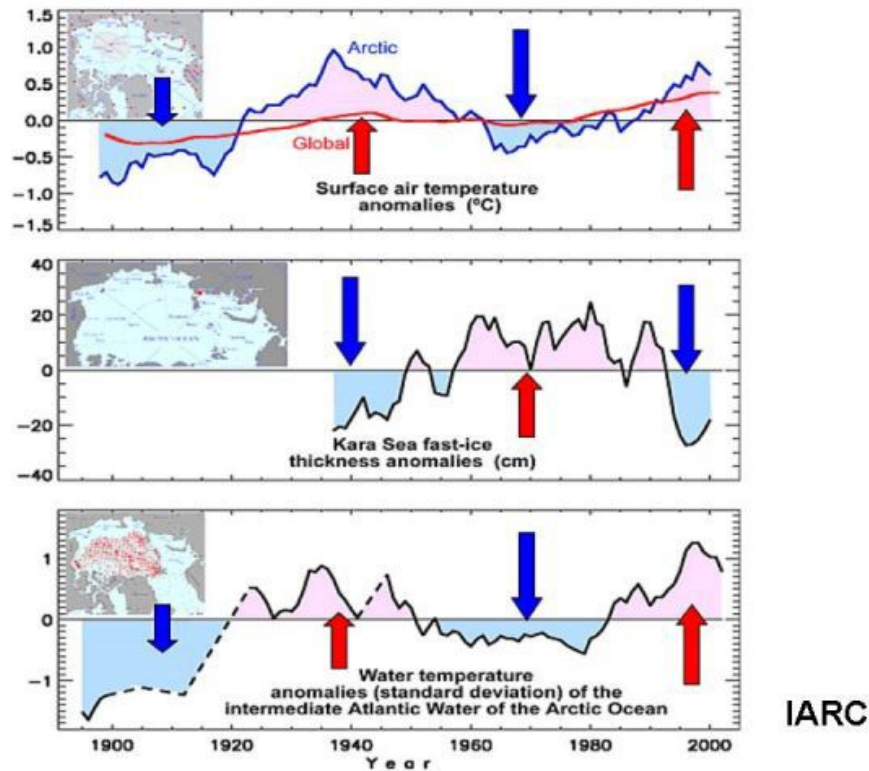 1.5
1.0
0.5
0.0
-0.5
-1.0
-1.5
Arctic
Global
Surface air temperature
anomalies (ºC)
40
20
0
-20
-40
ARCTIC OCEAN
Kara Sea fast-ice
thickness anomalies (cm)
1
0
-1
Water temperature
anomalies (standard deviation) of the
intermediate Atlantic Water of the Arctic Ocean
IARC
1900 1920 1940 1960 1980 2000
Year